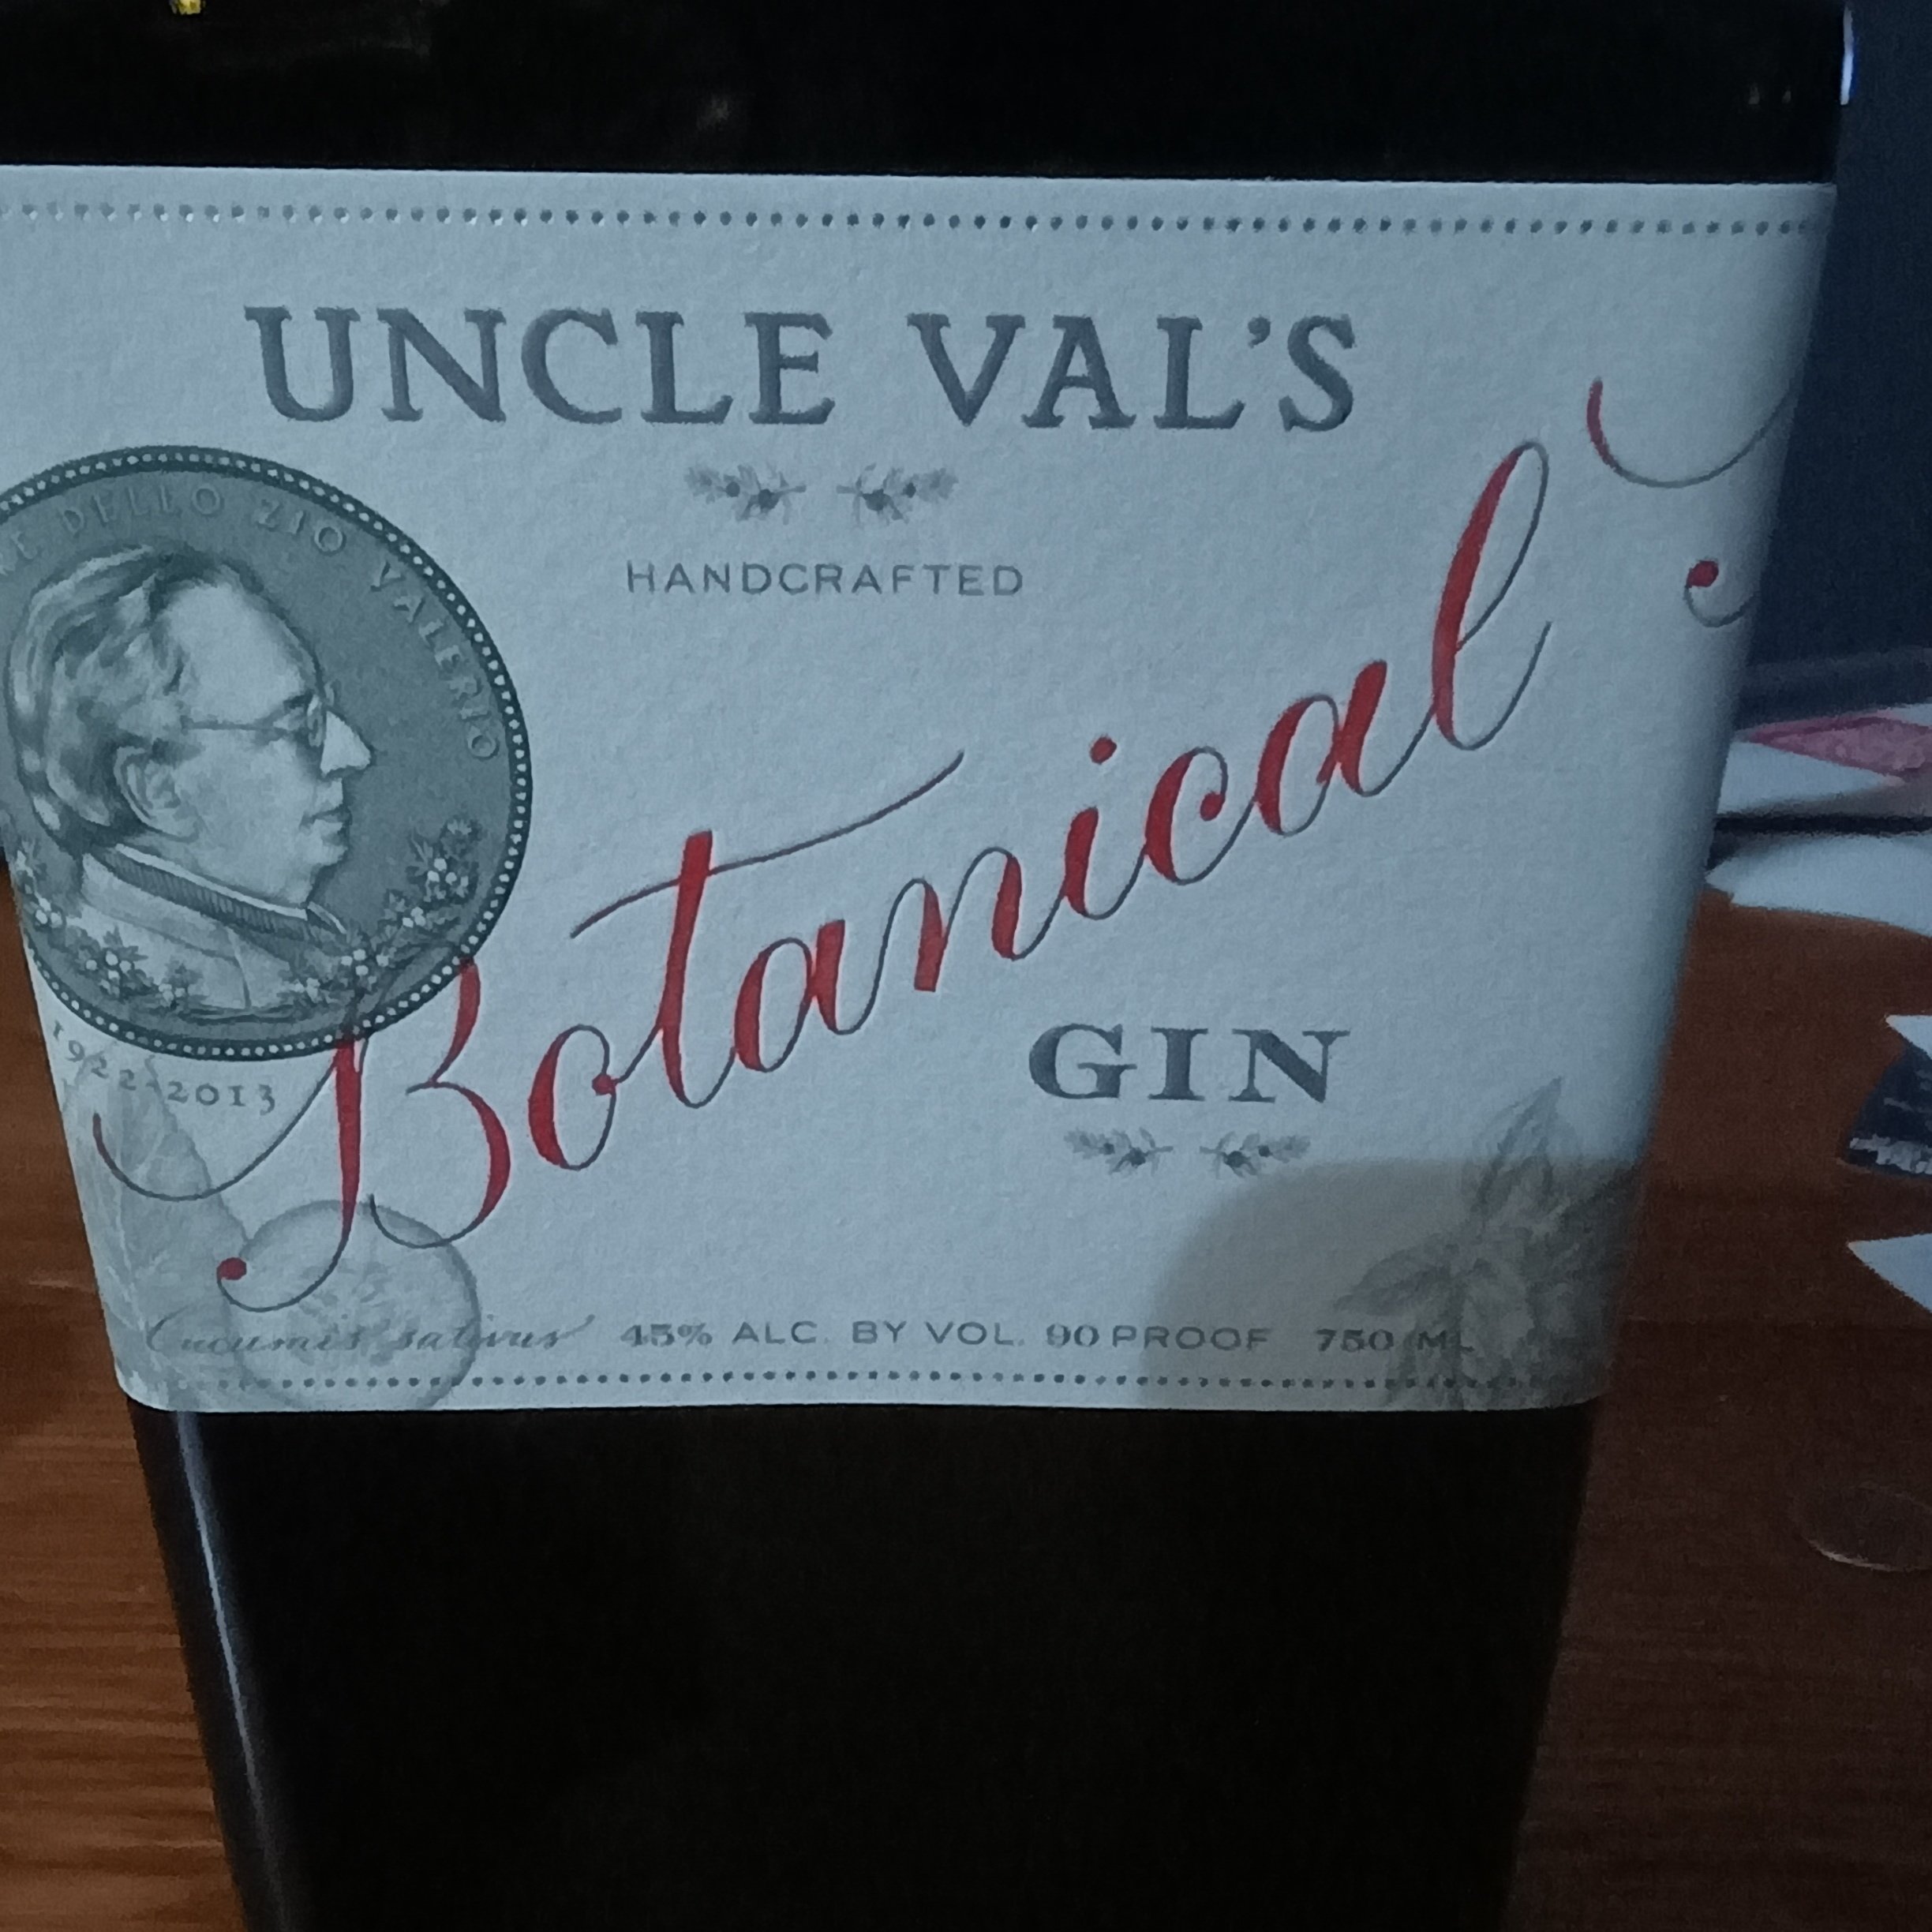 UNCLE VAL'S
DELLO ZIO VALERIO
HANDCRAFTED
Botanical
GIN
1922-2013
Cucumis sativus 45% ALC. BY VOL. 90 PROOF 750 ML